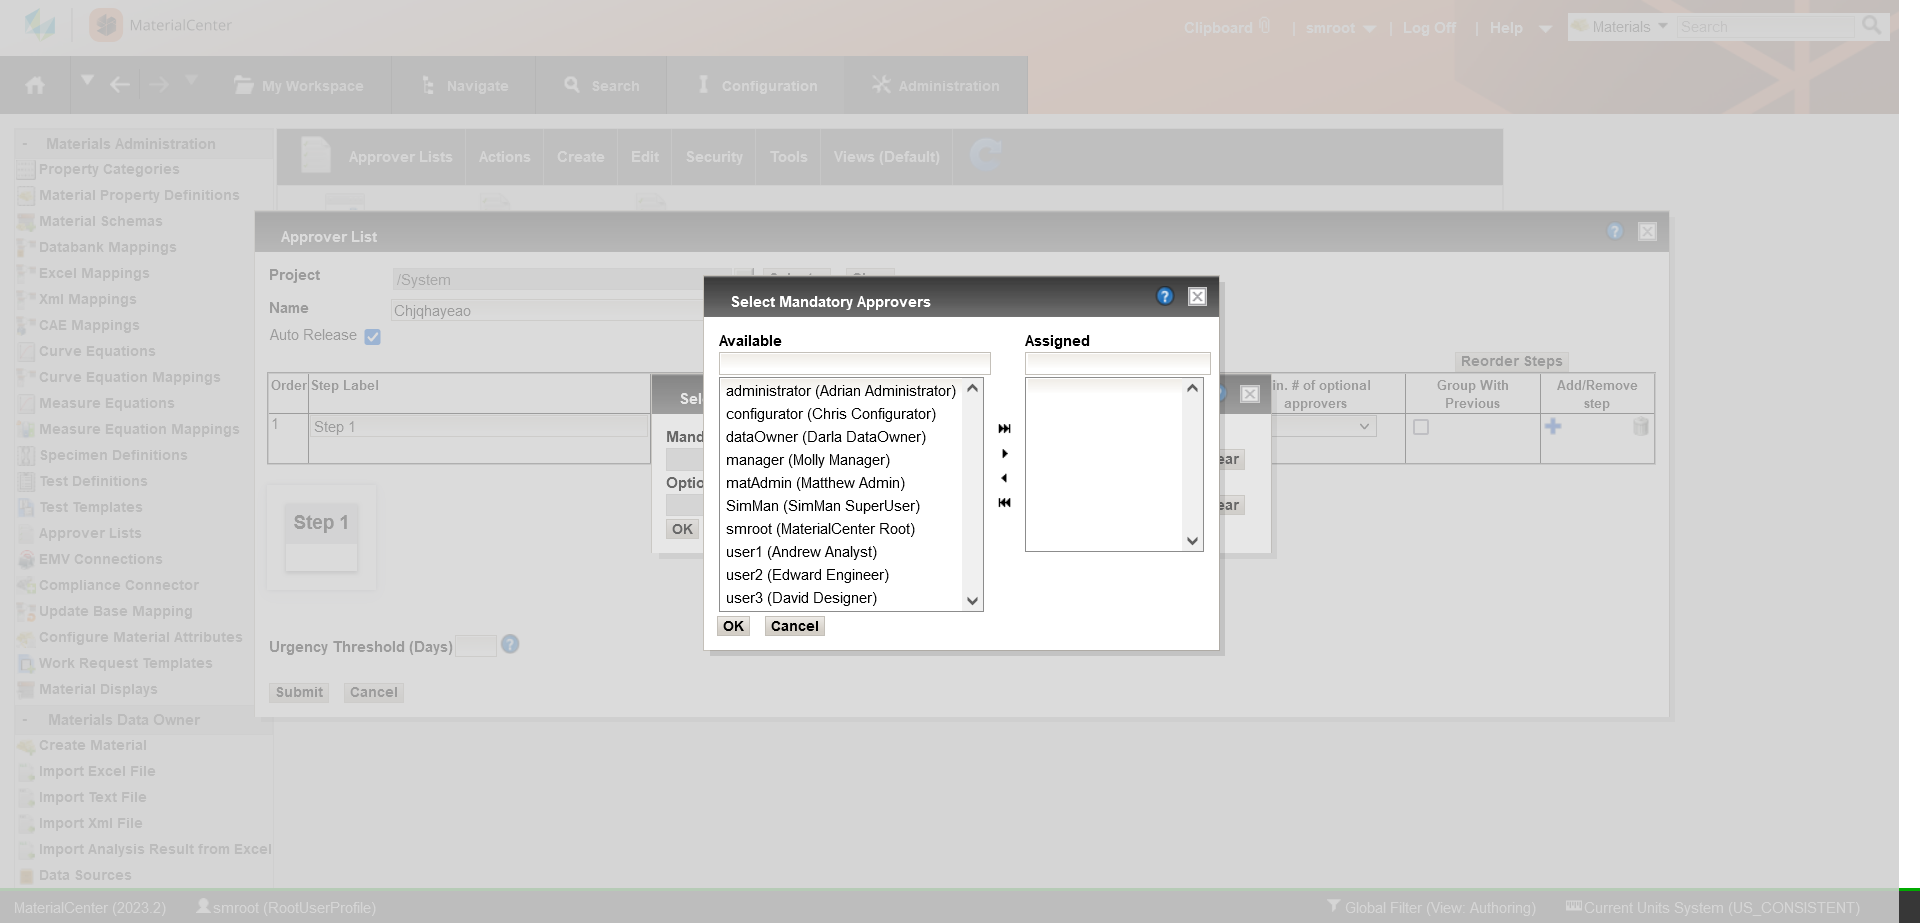 MaterialCenter
Clipboard | smroot | Log Off | Help
Materials Search
My Workspace Navigate Search Configuration Administration
- Materials Administration
Property Categories
Material Property Definitions
Material Schemas
Databank Mappings
Excel Mappings
Xml Mappings
CAE Mappings
Curve Equations
Curve Equation Mappings
Measure Equations
Measure Equation Mappings
Specimen Definitions
Test Definitions
Test Templates
Approver Lists
EMV Connections
Compliance Connector
Update Base Mapping
Configure Material Attributes
Work Request Templates
Material Displays
- Materials Data Owner
Create Material
Import Excel File
Import Text File
Import Xml File
Import Analysis Result from Excel
Data Sources
Approver Lists Actions Create Edit Security Tools Views (Default)
Approver List
Project /System
Name Chjqhayeao
Auto Release
Reorder Steps
Order Step Label
in. # of optional
approvers
Group With
Previous
Add/Remove
step
1 Step 1
Step 1
Urgency Threshold (Days)
Submit Cancel
Sel
Mand
ear
Optio
ear
OK
Select Mandatory Approvers
Available
administrator (Adrian Administrator)
configurator (Chris Configurator)
dataOwner (Darla DataOwner)
manager (Molly Manager)
matAdmin (Matthew Admin)
SimMan (SimMan SuperUser)
smroot (MaterialCenter Root)
user1 (Andrew Analyst)
user2 (Edward Engineer)
user3 (David Designer)
Assigned
OK Cancel
MaterialCenter (2023.2) smroot (RootUserProfile) Global Filter (View: Authoring) Current Units System (US_CONSISTENT)